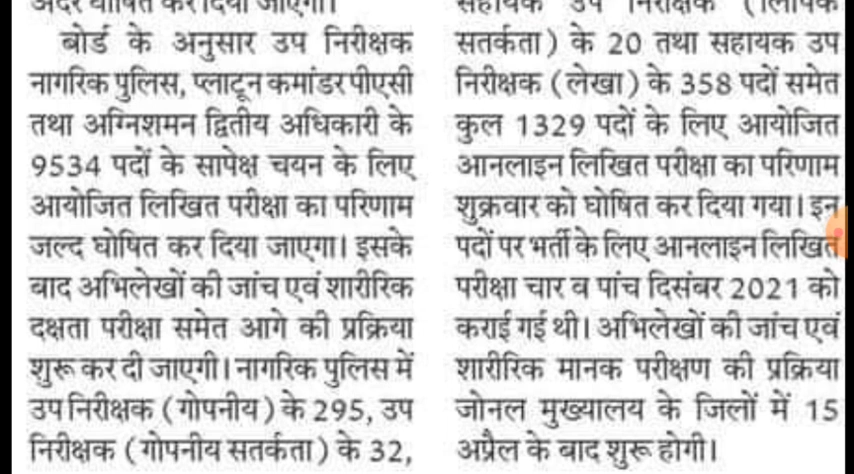 बोर्ड के अनुसार उप निरीक्षक
नागरिक पुलिस, प्लाटून कमांडर पीएसी
तथा अग्निशमन द्वितीय अधिकारी के
9534 पदों के सापेक्ष चयन के लिए
आयोजित लिखित परीक्षा का परिणाम
जल्द घोषित कर दिया जाएगा। इसके
बाद अभिलेखों की जांच एवं शारीरिक
दक्षता परीक्षा समेत आगे की प्रक्रिया
शुरू कर दी जाएगी। नागरिक पुलिस में
उप निरीक्षक (गोपनीय) के 295, उप
निरीक्षक (गोपनीय सतर्कता) के 32,
सतर्कता) के 20 तथा सहायक उप
निरीक्षक (लेखा) के 358 पदों समेत
कुल 1329 पदों के लिए आयोजित
आनलाइन लिखित परीक्षा का परिणाम
शुक्रवार को घोषित कर दिया गया। इन
पदों पर भर्ती के लिए आनलाइन लिखित
परीक्षा चार व पांच दिसंबर 2021 को
कराई गई थी। अभिलेखों की जांच एवं
शारीरिक मानक परीक्षण की प्रक्रिया
जोनल मुख्यालय के जिलों में 15
अप्रैल के बाद शुरू होगी।